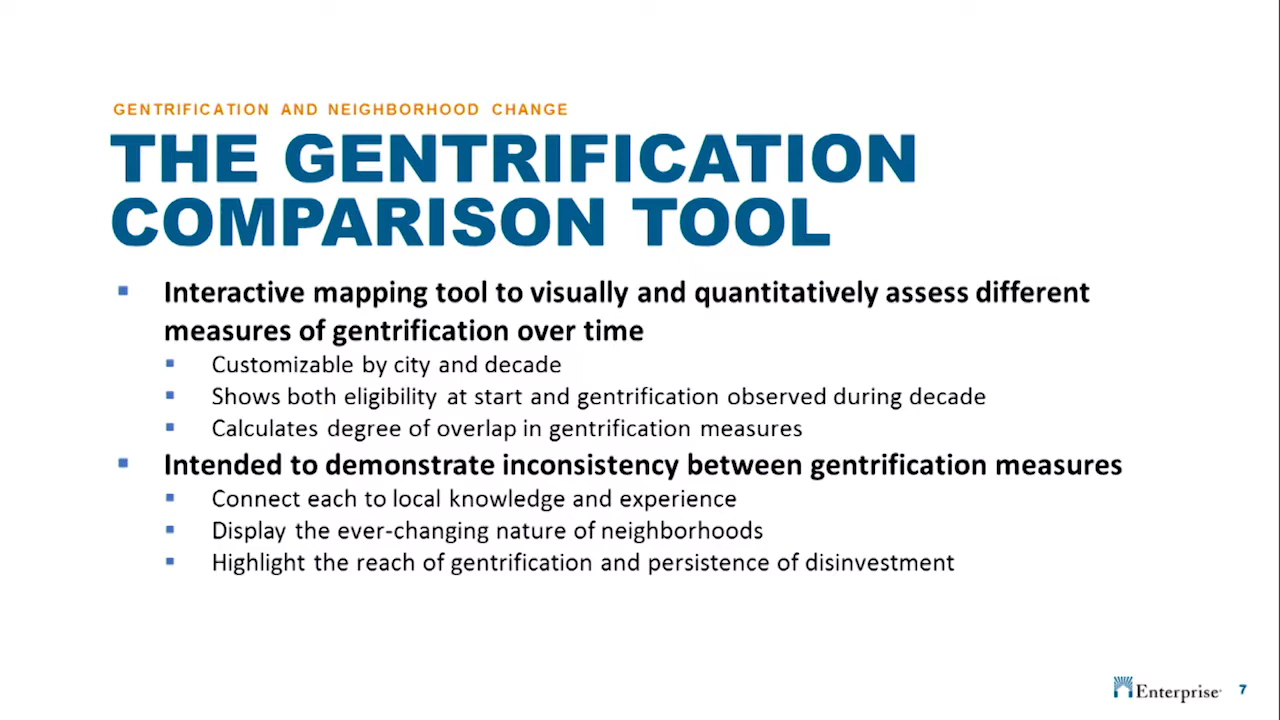 GENTRIFICATION AND NEIGHBORHOOD CHANGE
THE GENTRIFICATION
COMPARISON TOOL
▪ Interactive mapping tool to visually and quantitatively assess different
measures of gentrification over time
▪ Customizable by city and decade
▪ Shows both eligibility at start and gentrification observed during decade
▪ Calculates degree of overlap in gentrification measures
▪ Intended to demonstrate inconsistency between gentrification measures
▪ Connect each to local knowledge and experience
▪ Display the ever-changing nature of neighborhoods
▪ Highlight the reach of gentrification and persistence of disinvestment
Enterprise 7